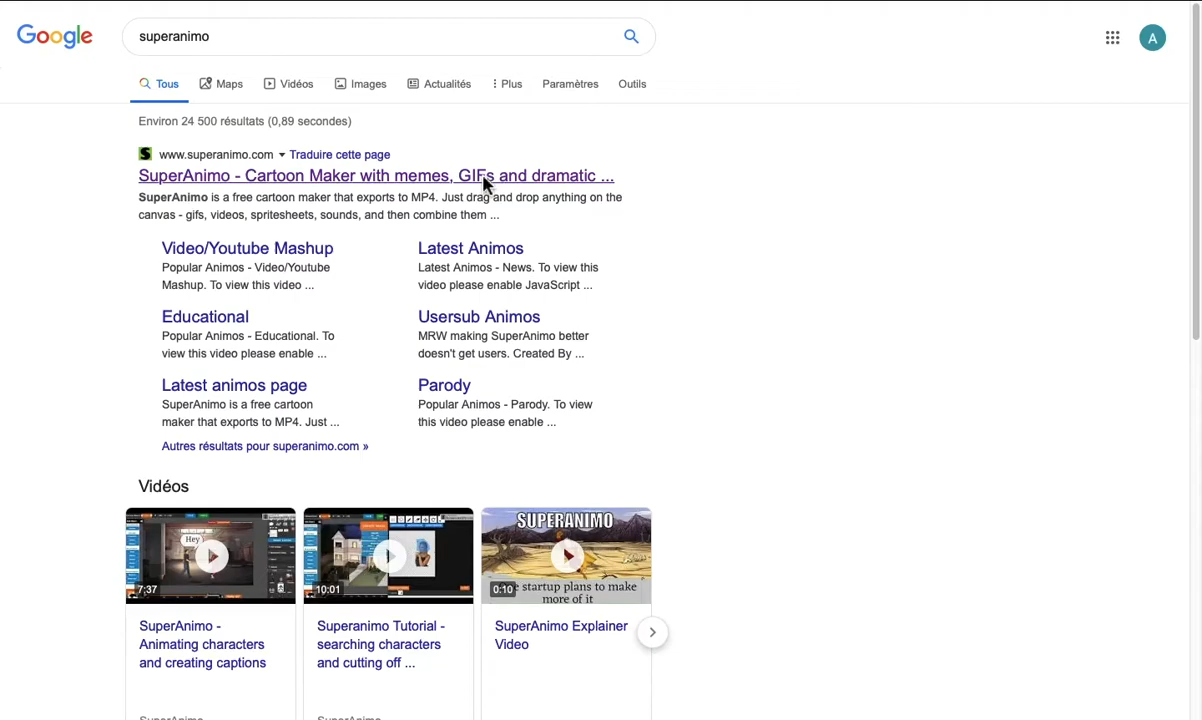 Google
superanimo
A
Tous
Maps
Vidéos
Images
Actualités
Plus
Paramètres
Outils
Environ 24 500 résultats (0,89 secondes)
S
www.superanimo.com
Traduire cette page
SuperAnimo - Cartoon Maker with memes, GIFs and dramatic ...
SuperAnimo is a free cartoon maker that exports to MP4. Just drag and drop anything on the
canvas - gifs, videos, spritesheets, sounds, and then combine them ...
Video/Youtube Mashup
Popular Animos - Video/Youtube
Mashup. To view this video ...
Latest Animos
Latest Animos - News. To view this
video please enable JavaScript ...
Educational
Popular Animos - Educational. To
view this video please enable ...
Usersub Animos
MRW making SuperAnimo better
doesn't get users. Created By ...
Latest animos page
SuperAnimo is a free cartoon
maker that exports to MP4. Just ...
Parody
Popular Animos - Parody. To view
this video please enable ...
Autres résultats pour superanimo.com »
Vidéos
Hey
7:37
10:01
SUPERANIMO
0:10
startup plans to make
more of it
SuperAnimo -
Animating characters
and creating captions
Superanimo Tutorial -
searching characters
and cutting off ...
SuperAnimo Explainer
Video
SuperAnimo
SuperAnimo